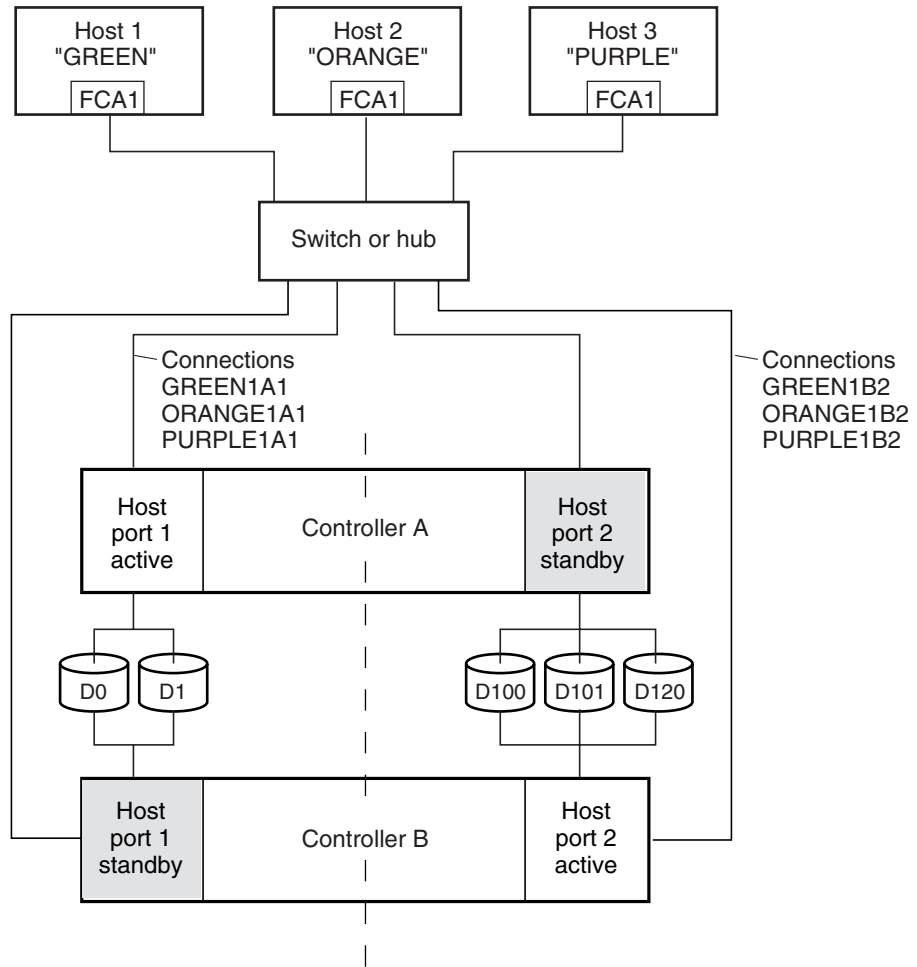 Host 1
"GREEN"
FCA1
Host 2
"ORANGE"
FCA1
Host 3
"PURPLE"
FCA1
Switch or hub
Connections
GREEN1A1
ORANGE1A1
PURPLE1A1
Connections
GREEN1B2
ORANGE1B2
PURPLE1B2
Host
port 1
active
Controller A
Host
port 2
standby
D0
D1
D100
D101
D120
Host
port 1
standby
Controller B
Host
port 2
active